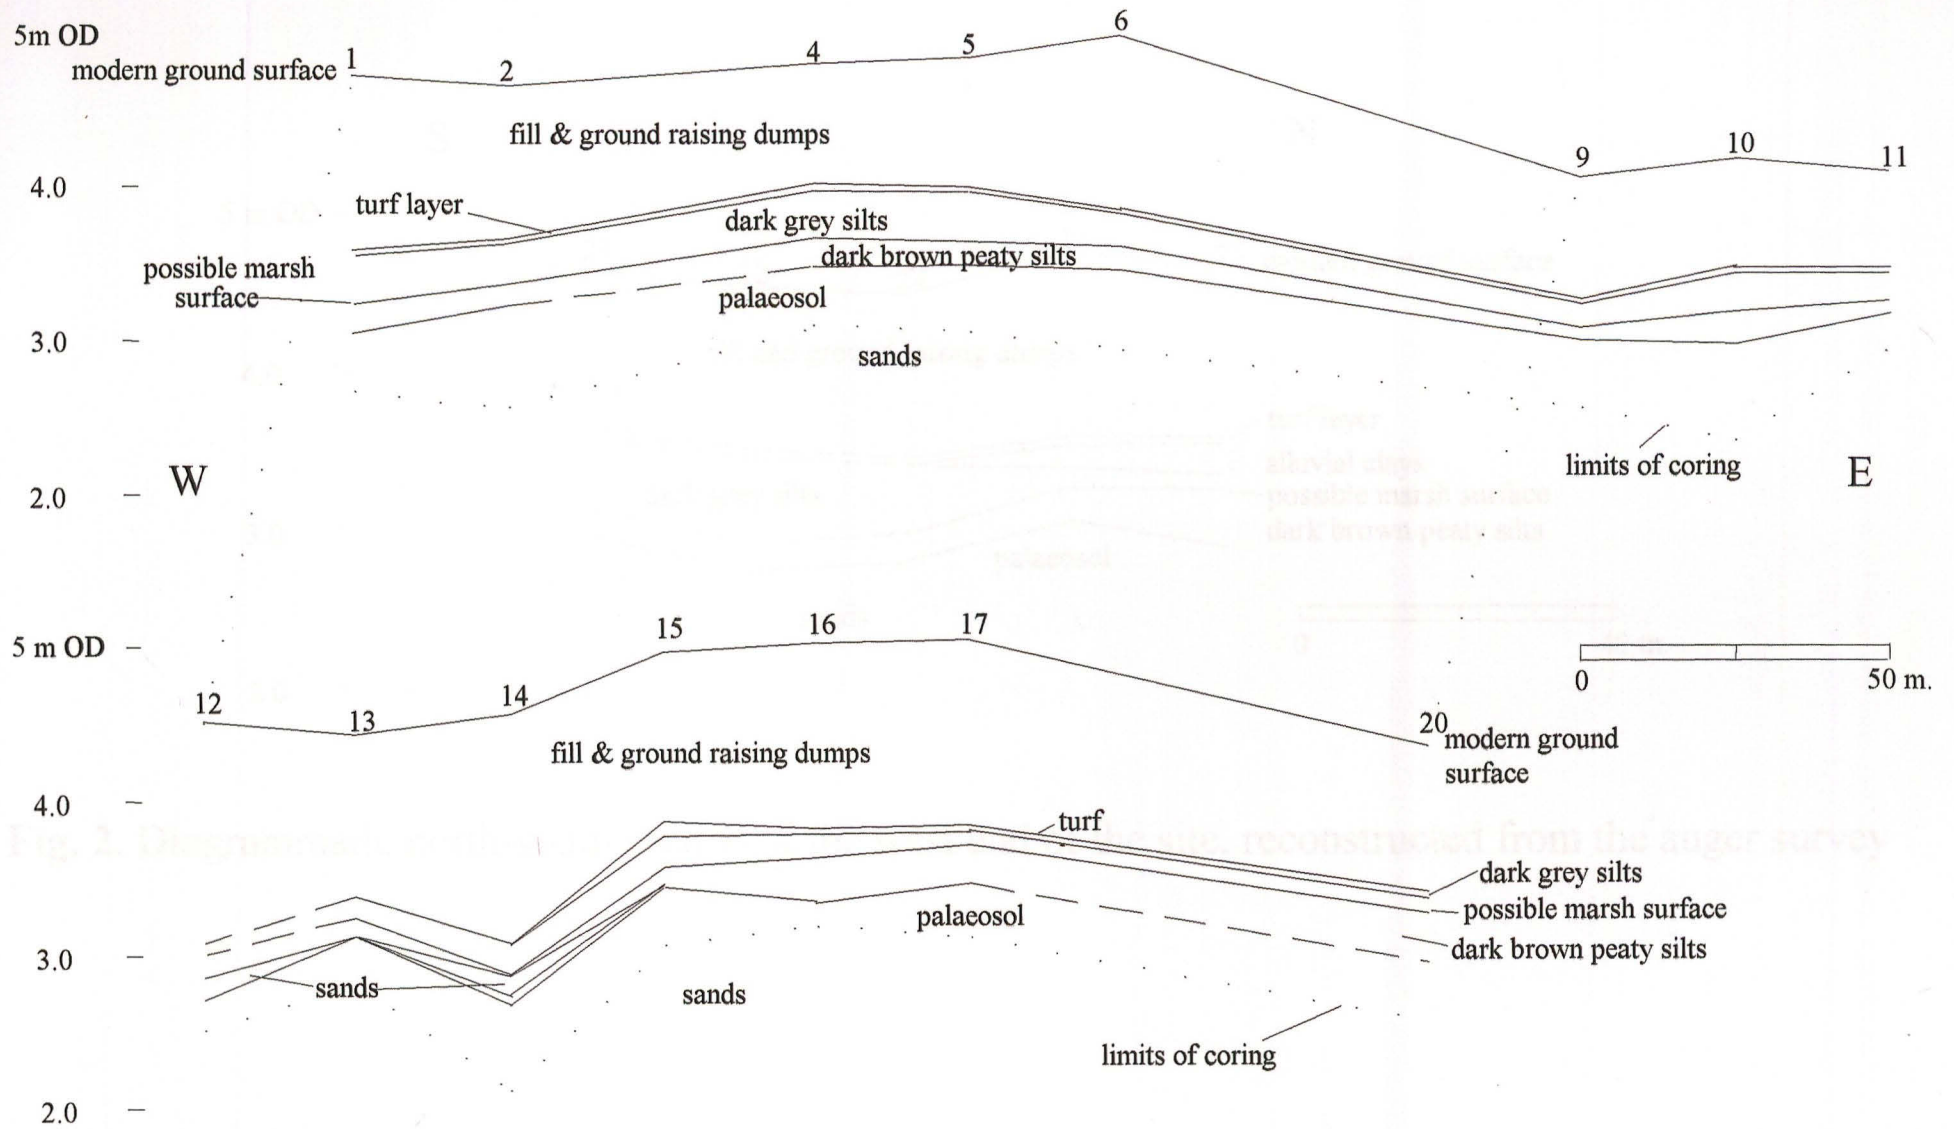 5m OD
modern ground surface
1
2
4
5
6
9
10
11
fill & ground raising dumps
4.0
turf layer
dark grey silts
possible marsh
surface
dark brown peaty silts
palaeosol
3.0
sands
limits of coring
W
E
2.0
5 m OD
12
13
14
15
16
17
20
0
50 m.
modern ground
surface
fill & ground raising dumps
4.0
turf
dark grey silts
possible marsh surface
palaeosol
dark brown peaty silts
3.0
sands
sands
limits of coring
2.0